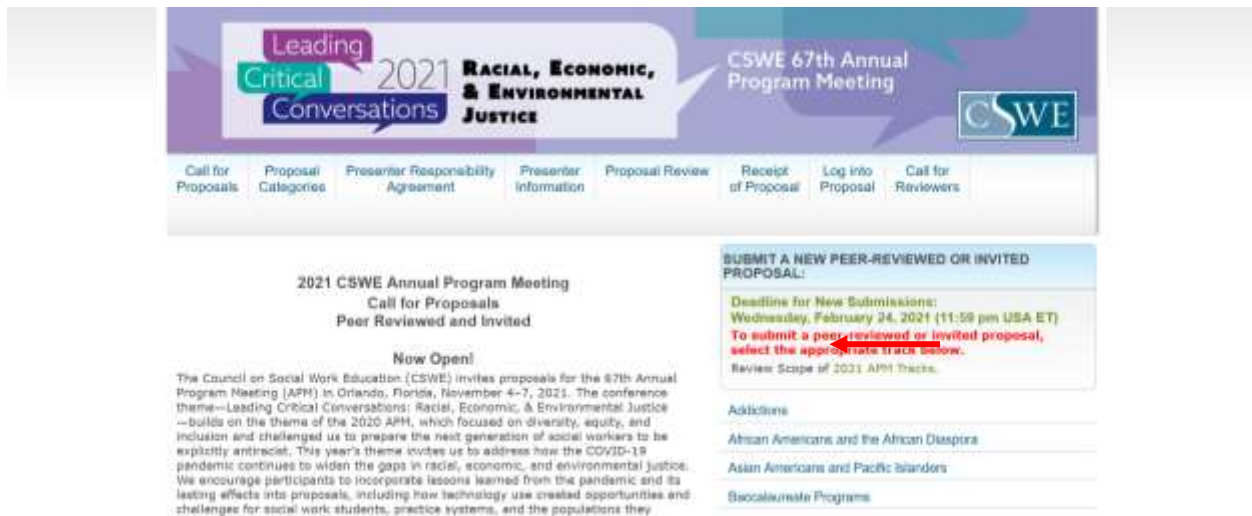 Leading
Critical
Conversations
2021
RACIAL, ECONOMIC,
& ENVIRONMENTAL
JUSTICE
CSWE 67th Annual
Program Meeting
CSWE
Call for
Proposals
Proposal
Categories
Presenter Responsibility
Agreement
Presenter
Information
Proposal Review
Receipt
of Proposal
Log into
Proposal
Call for
Reviewers
2021 CSWE Annual Program Meeting
Call for Proposals
Peer Reviewed and Invited
Now Open!
The Council on Social Work Education (CSWE) invites proposals for the 67th Annual
Program Meeting (APM) in Orlando, Florida, November 4–7, 2021. The conference
theme—Leading Critical Conversations: Racial, Economic, & Environmental Justice
—builds on the theme of the 2020 APM, which focused on diversity, equity, and
inclusion and challenged us to prepare the next generation of social workers to be
explicitly antiracist. This year's theme invites us to address how the COVID-19
pandemic continues to widen the gaps in racial, economic, and environmental justice.
We encourage participants to incorporate lessons learned from the pandemic and its
lasting effects into proposals, including how technology use created opportunities and
challenges for social work students, practice systems, and the populations they
SUBMIT A NEW PEER-REVIEWED OR INVITED
PROPOSAL:
Deadline for New Submissions:
Wednesday, February 24, 2021 (11:59 pm USA ET)
To submit a peer-reviewed or invited proposal,
select the appropriate track below.
Review Scope of 2021 APM Tracks.
Addictions
African Americans and the African Diaspora
Asian Americans and Pacific Islanders
Baccalaureate Programs